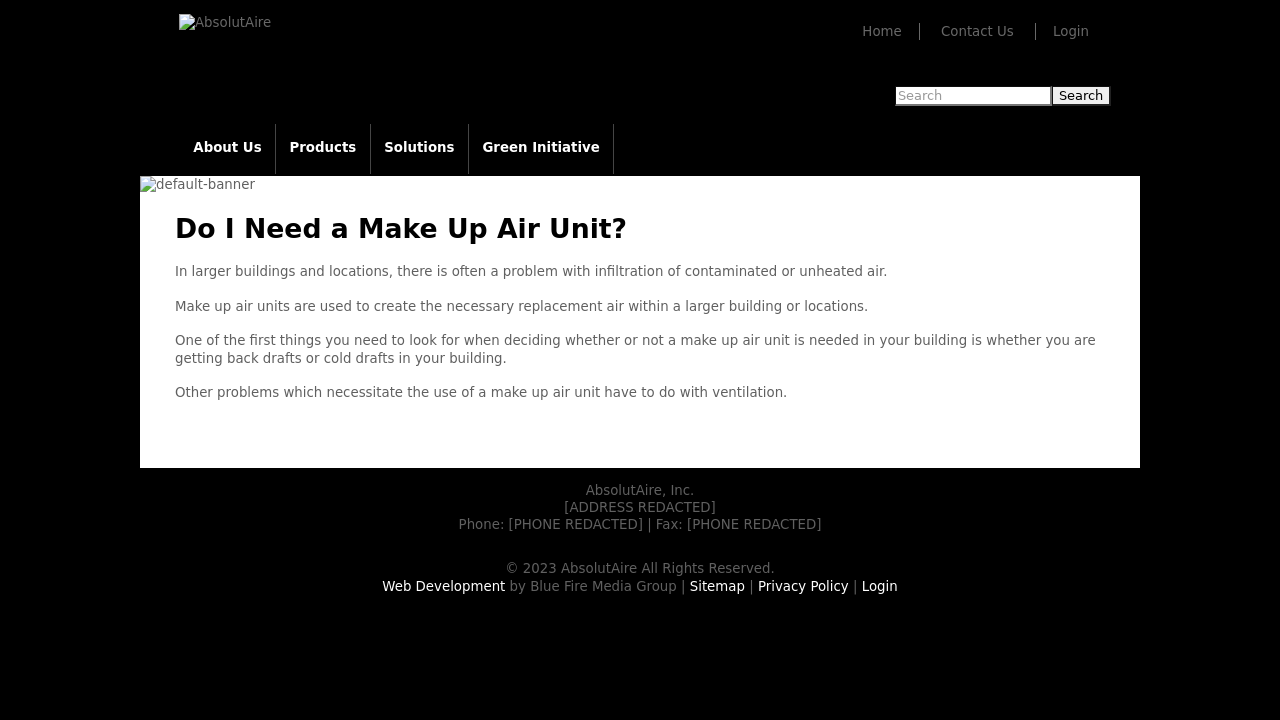 AbsolutAire
Home
Contact Us
Login
Search
Search
About Us
Products
Solutions
Green Initiative
default-banner
Do I Need a Make Up Air Unit?
In larger buildings and locations, there is often a problem with infiltration of contaminated or unheated air.
Make up air units are used to create the necessary replacement air within a larger building or locations.
One of the first things you need to look for when deciding whether or not a make up air unit is needed in your building is whether you are
getting back drafts or cold drafts in your building.
Other problems which necessitate the use of a make up air unit have to do with ventilation.
AbsolutAire, Inc.
[ADDRESS REDACTED]
Phone: [PHONE REDACTED] | Fax: [PHONE REDACTED]
© 2023 AbsolutAire All Rights Reserved.
Web Development by Blue Fire Media Group | Sitemap | Privacy Policy | Login